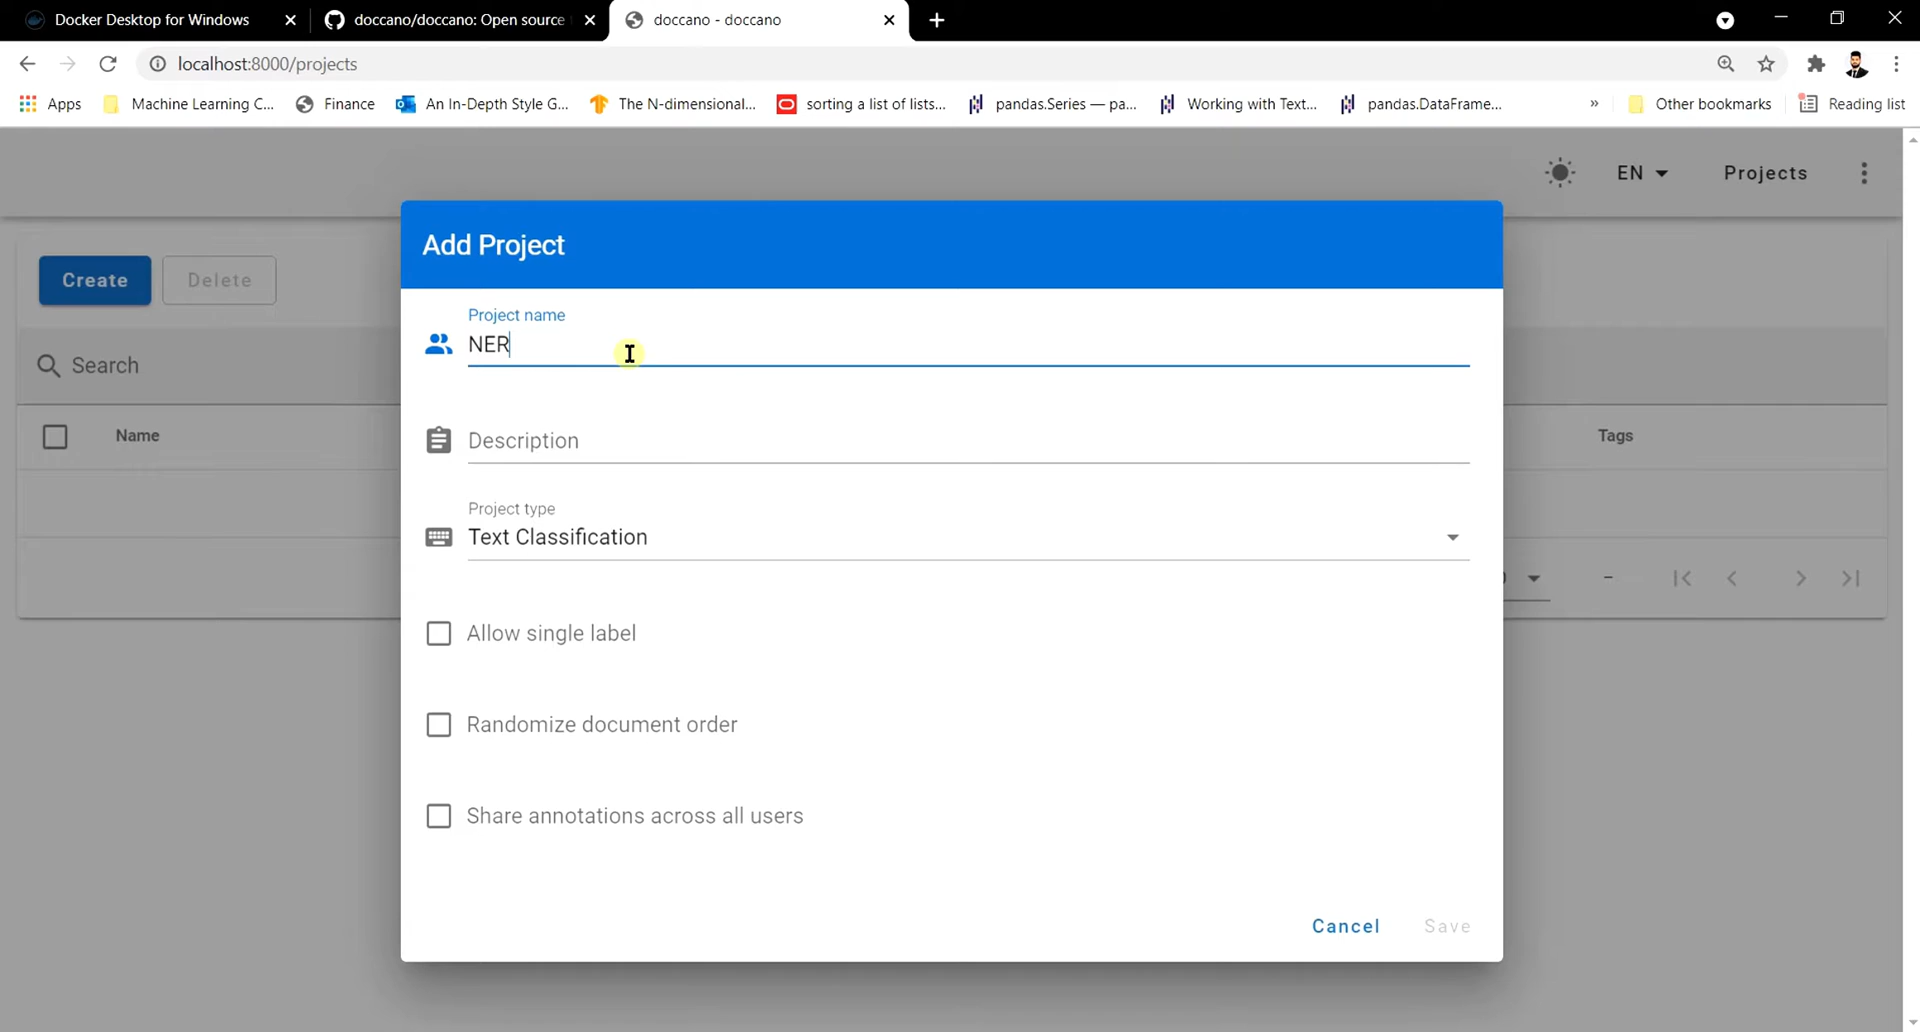 Docker Desktop for Windows
doccano/doccano: Open source
doccano - doccano
localhost:8000/projects
Apps Machine Learning C... Finance An In-Depth Style G... The N-dimensional... sorting a list of lists... pandas.Series — pa... Working with Text... pandas.DataFrame... » Other bookmarks Reading list
EN Projects
Add Project
Create Delete
Project name
NER
Search
Description
Name
Tags
Project type
Text Classification
Allow single label
Randomize document order
Share annotations across all users
Cancel Save